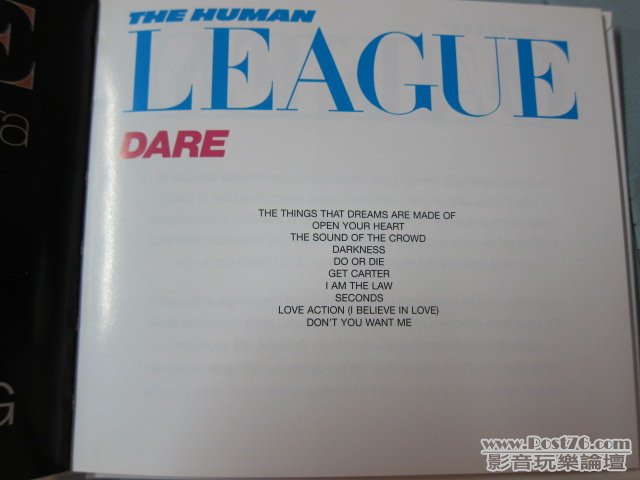 THE HUMAN
LEAGUE
DARE
THE THINGS THAT DREAMS ARE MADE OF
OPEN YOUR HEART
THE SOUND OF THE CROWD
DARKNESS
DO OR DIE
GET CARTER
I AM THE LAW
SECONDS
LOVE ACTION (I BELIEVE IN LOVE)
DON'T YOU WANT ME
E
a
G
www.Post76.com
影音玩樂論壇